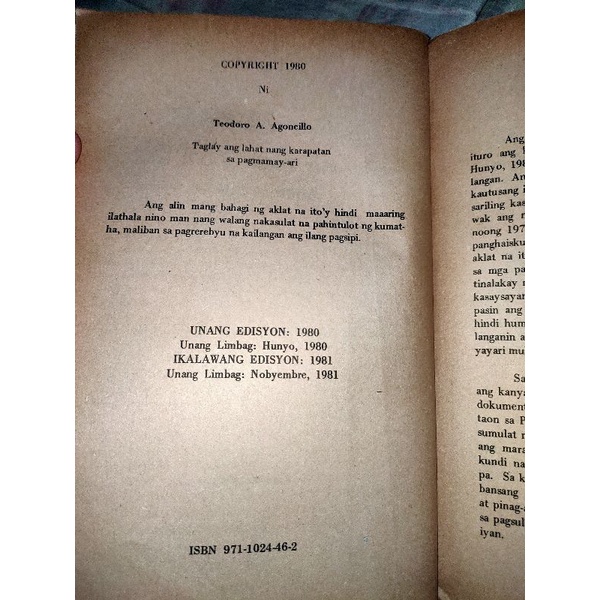 COPYRIGHT 1980
Ni
Teodoro A. Agoncillo
Taglay ang lahat nang karapatan
sa pagmamay-ari
Ang alin mang bahagi ng aklat na ito'y hindi maaaring
ilathala nino man nang walang nakasulat na pahintulot ng kumat-
ha, maliban sa pagrerebyu na kailangan ang ilang pagsipi.
UNANG EDISYON: 1980
Unang Limbag: Hunyo, 1980
IKALAWANG EDISYON: 1981
Unang Limbag: Nobyembre, 1981
ISBN 971-1024-46-2
Ang
ituro ang
Hunyo, 198
langan. An
kautusang i
sariling kas
wak ang n
noong 197
panghaisku
aklat na it
sa mga pa
tinalakay n
kasaysayan
pasin ang
hindi hum
langanin a
yayari mu
Sa
ang kanya
dokument
taon sa P
sumulat n
ang mara
kundi na
pa. Sa k
bansang
at pinag-a
sa pagsul
iyan.